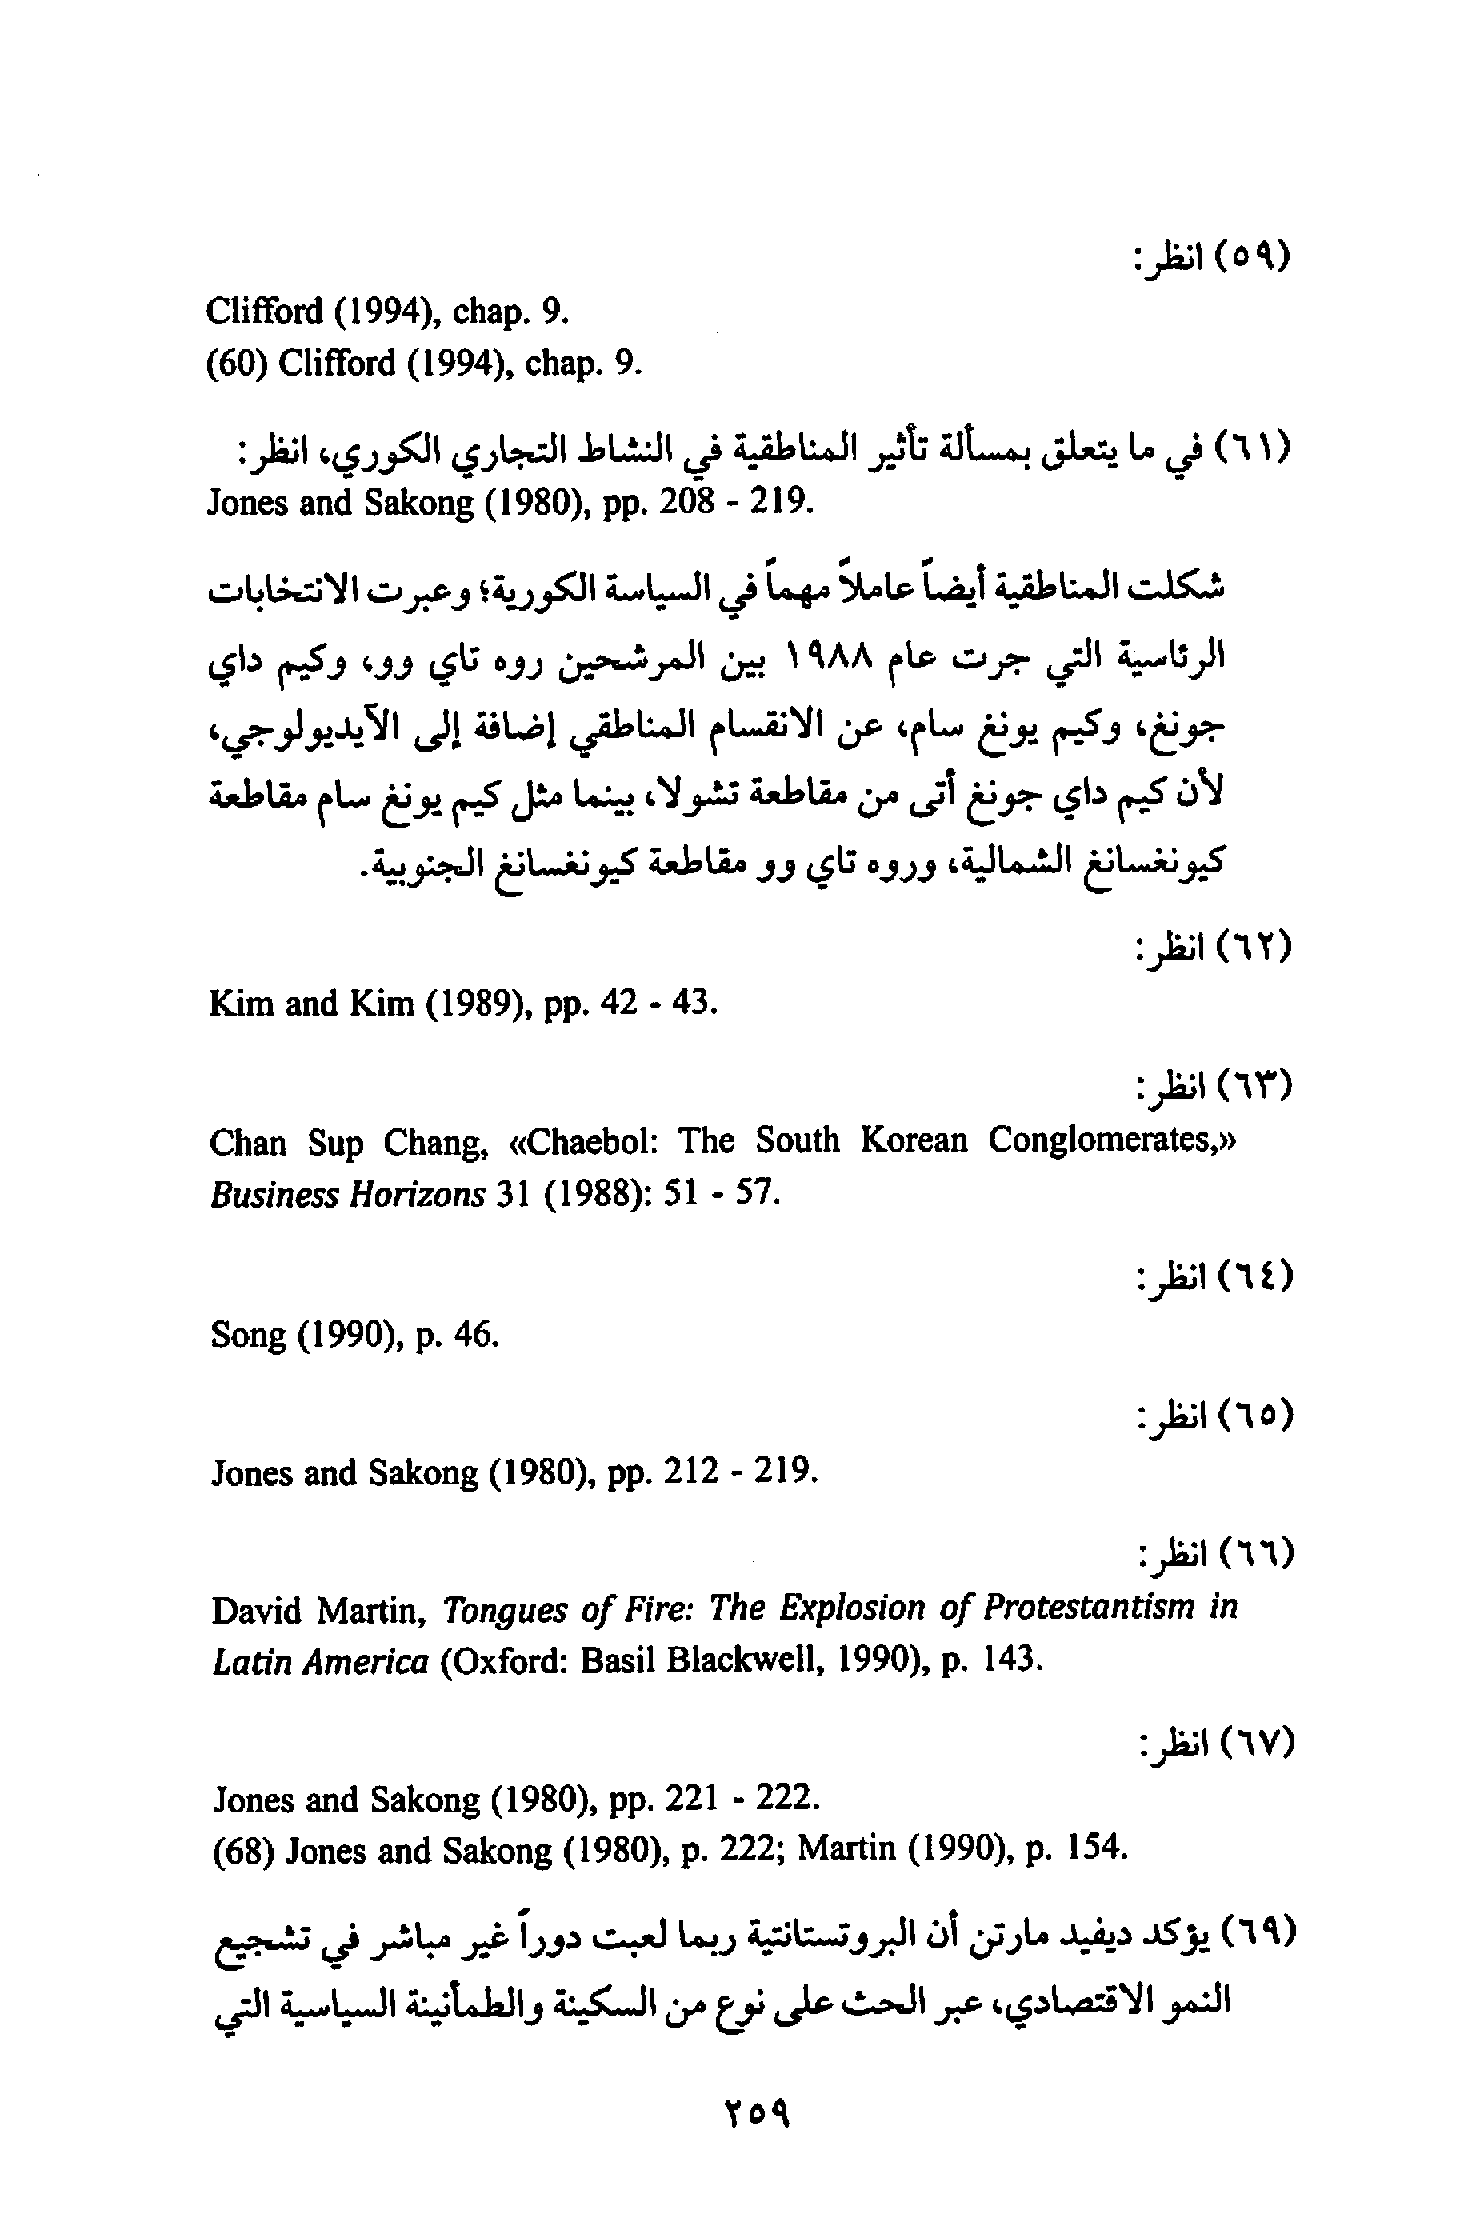 (٥٩) انظر:
Clifford (1994), chap. 9.
(60) Clifford (1994), chap. 9.
(٦١) في ما يتعلق بمسألة تأثير المناطقية في النشاط التجاري الكوري، انظر:
Jones and Sakong (1980), pp. 208 - 219.
شكلت المناطقية أيضاً عاملاً مهماً في السياسة الكورية؛ وعبرت الانتخابات
الرئاسية التي جرت عام ١٩٨٨ بين المرشحين روه تاي وو، وكيم داي
جونغ، وكيم يونغ سام، عن الانقسام المناطقي إضافة إلى الآيديولوجي،
لأن كيم داي جونغ أتى من مقاطعة تشولا، بينما مثل كيم يونغ سام مقاطعة
كيونغسانغ الشمالية، وروه تاي وو مقاطعة كيونغسانغ الجنوبية.
(٦٢) انظر:
Kim and Kim (1989), pp. 42 - 43.
(٦٣) انظر:
Chan Sup Chang, «Chaebol: The South Korean Conglomerates,»
Business Horizons 31 (1988): 51 - 57.
(٦٤) انظر:
Song (1990), p. 46.
(٦٥) انظر:
Jones and Sakong (1980), pp. 212 - 219.
(٦٦) انظر:
David Martin, Tongues of Fire: The Explosion of Protestantism in
Latin America (Oxford: Basil Blackwell, 1990), p. 143.
(٦٧) انظر:
Jones and Sakong (1980), pp. 221 - 222.
(68) Jones and Sakong (1980), p. 222; Martin (1990), p. 154.
(٦٩) يؤكد ديفيد مارتن أن البروتستانتية ربما لعبت دوراً غير مباشر في تشجيع
النمو الاقتصادي، عبر الحث على نوع من السكينة والطمأنينة السياسية التي
٢٥٩